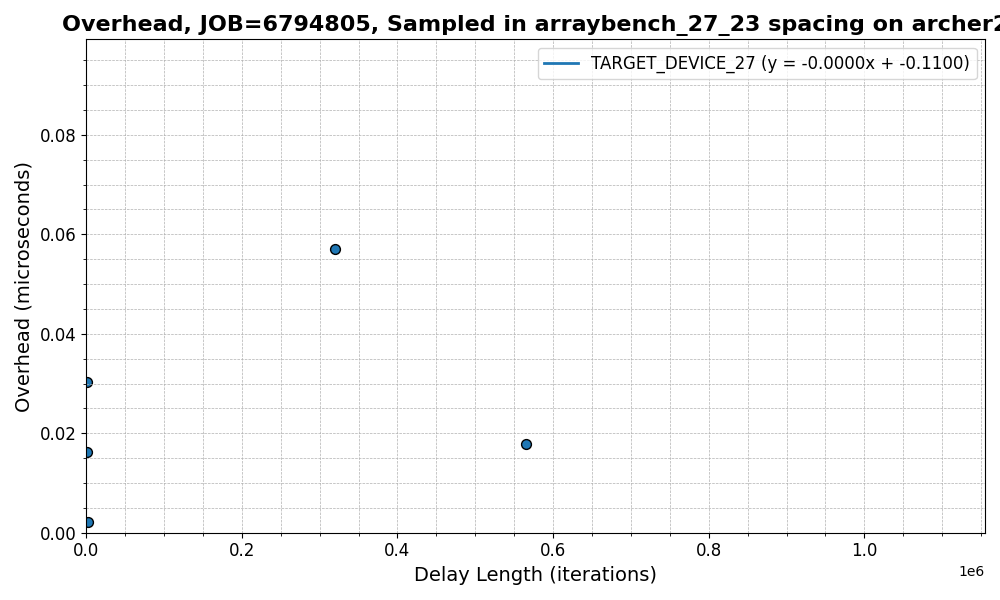 Overhead, JOB=6794805, Sampled in arraybench_27_23 spacing on archer2
TARGET_DEVICE_27 (y = -0.0000x + -0.1100)
Overhead (microseconds)
0.08
0.06
0.04
0.02
0.00
0.0 0.2 0.4 0.6 0.8 1.0
1e6
Delay Length (iterations)